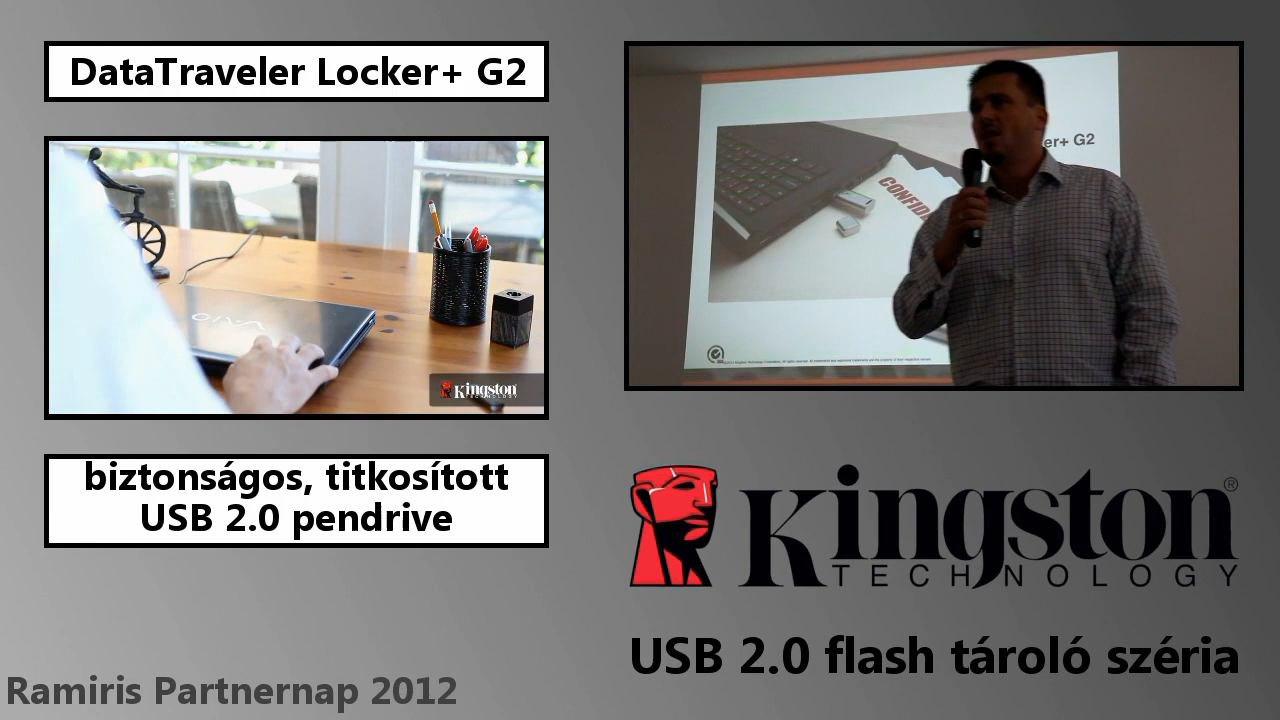 DataTraveler Locker+ G2
VAIO
Kingston
TECHNOLOGY
biztonságos, titkosított
USB 2.0 pendrive
er+ G2
CONFID
Kingston®
TECHNOLOGY
USB 2.0 flash tároló széria
Ramiris Partnernap 2012